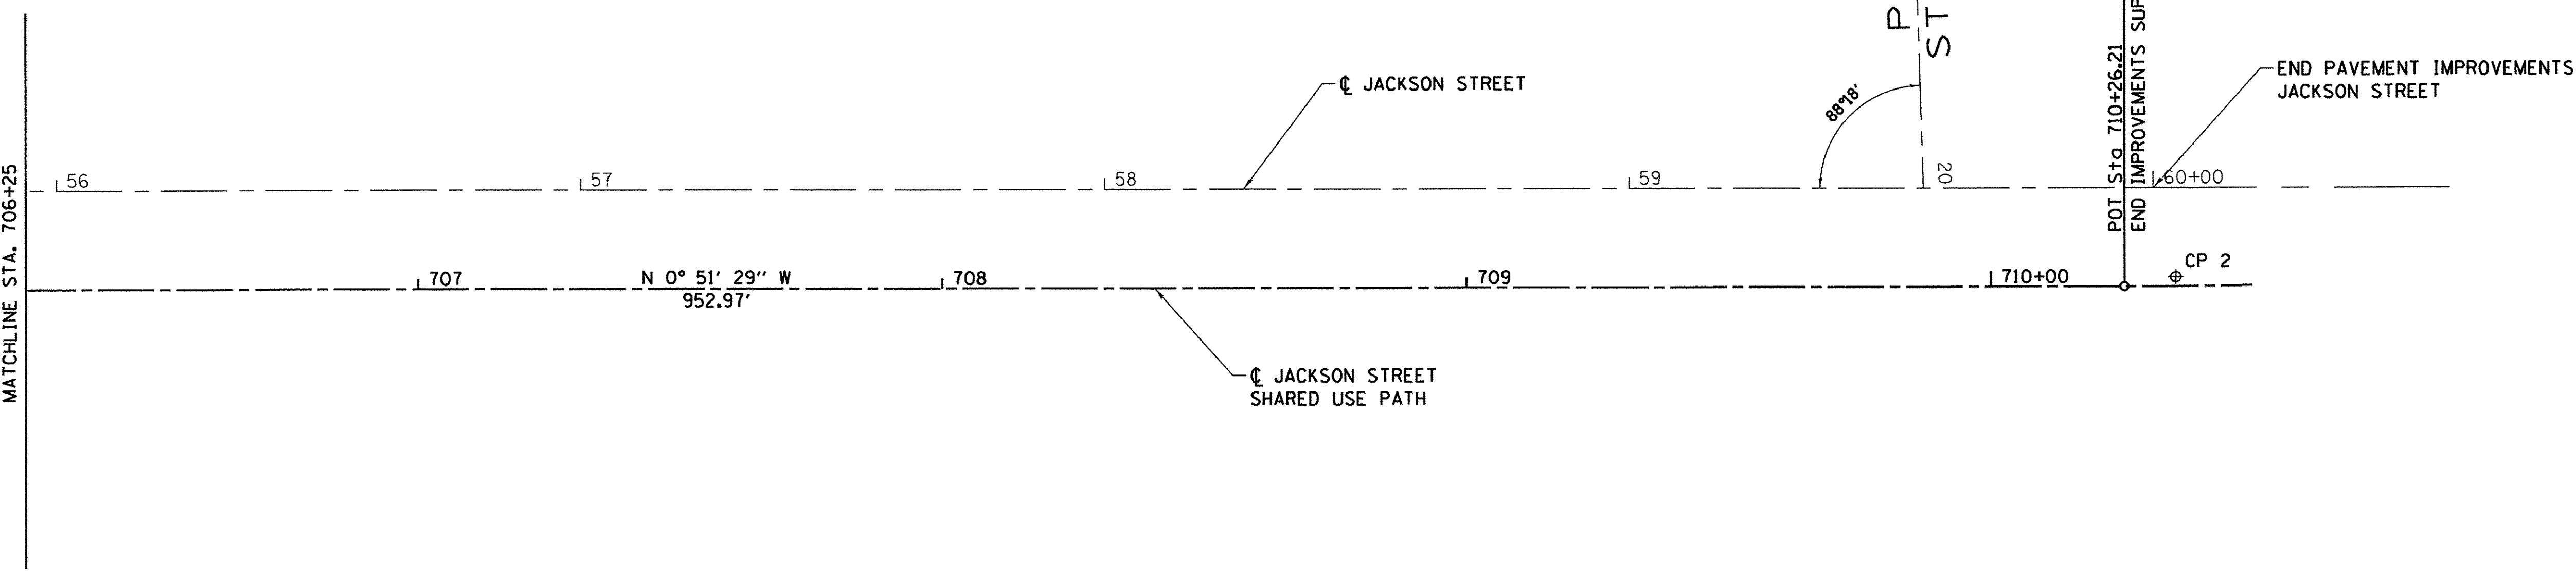 MATCHLINE STA. 706+25
℄ JACKSON STREET
P
ST
88°18'
20
POT Sta 710+26.21
END IMPROVEMENTS
END PAVEMENT IMPROVEMENTS
JACKSON STREET
56
57
58
59
60+00
707
N 0° 51' 29" W
952.97'
708
709
710+00
CP 2
℄ JACKSON STREET
SHARED USE PATH